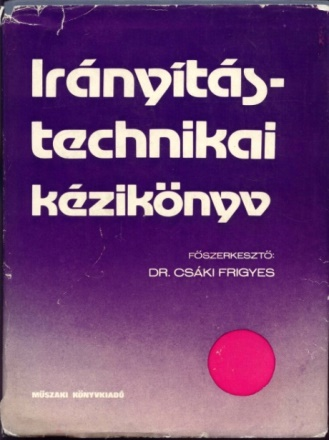 Irányítás-
technikai
kézikönyv
FŐSZERKESZTŐ:
DR. CSÁKI FRIGYES
MŰSZAKI KÖNYVKIADÓ